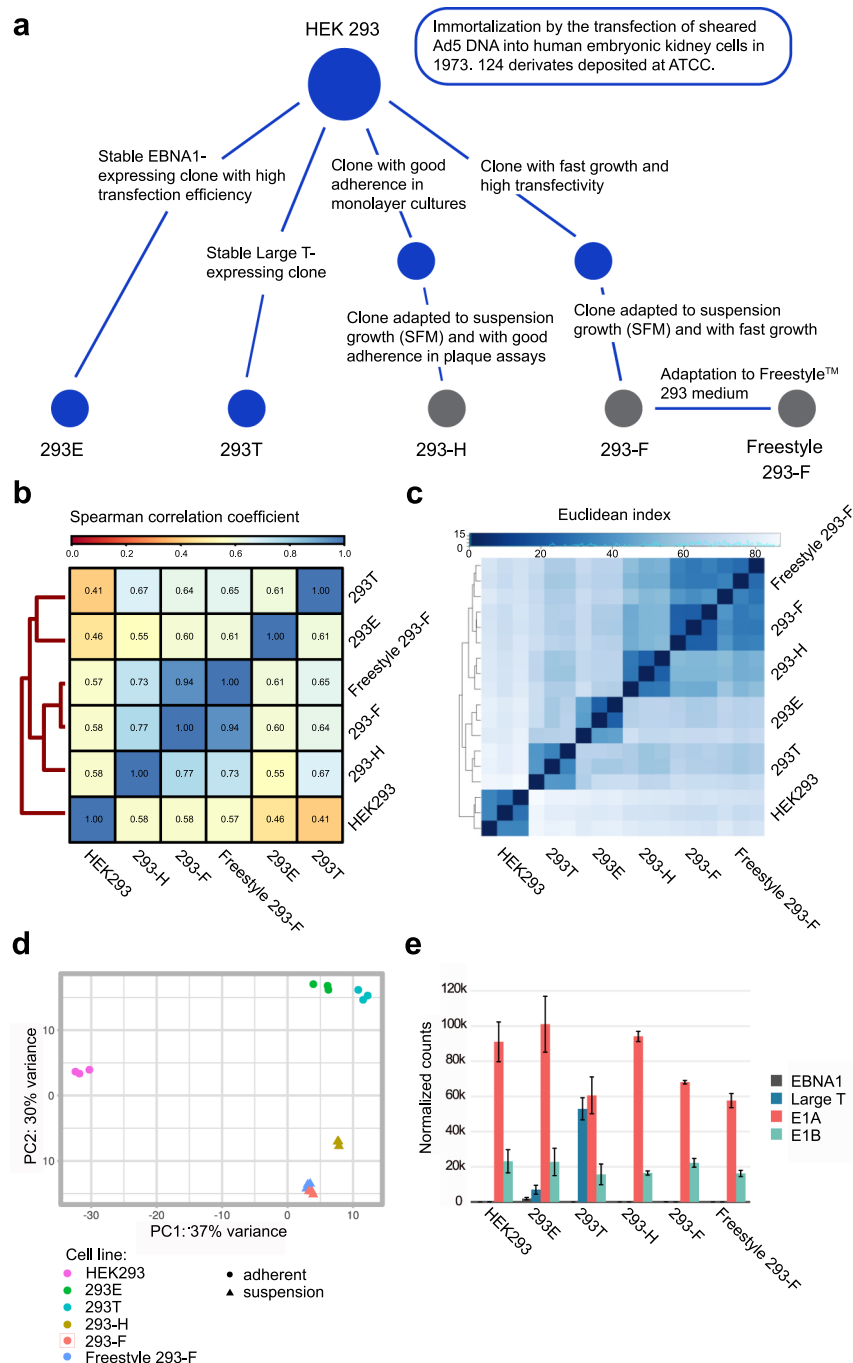 a
HEK 293
Immortalization by the transfection of sheared
Ad5 DNA into human embryonic kidney cells in
1973. 124 derivates deposited at ATCC.
Stable EBNA1-
expressing clone with high
transfection efficiency
Clone with good
adherence in
monolayer cultures
Clone with fast growth and
high transfectivity
Stable Large T-
expressing clone
Clone adapted to suspension
growth (SFM) and with good
adherence in plaque assays
Clone adapted to suspension
growth (SFM) and with fast growth
Adaptation to Freestyle™
293 medium
293E
293T
293-H
293-F
Freestyle
293-F
b
Spearman correlation coefficient
0.0 0.2 0.4 0.6 0.8 1.0
0.41 0.67 0.64 0.65 0.61 1.00 293T
0.46 0.55 0.60 0.61 1.00 0.61 293E
0.57 0.73 0.94 1.00 0.61 0.65 Freestyle 293-F
0.58 0.77 1.00 0.94 0.60 0.64 293-F
0.58 1.00 0.77 0.73 0.55 0.67 293-H
1.00 0.58 0.58 0.57 0.46 0.41 HEK293
HEK293 293-H 293-F Freestyle 293-F 293E 293T
c
Euclidean index
15
0
0 20 40 60 80
Freestyle 293-F
293-F
293-H
293E
293T
HEK293
HEK293 293T 293E 293-H 293-F Freestyle 293-F
d
PC2: 30% variance
10
0
10
-30 -20 -10 0 10
PC1: 37% variance
Cell line:
HEK293
293E
293T
293-H
293-F
Freestyle 293-F
adherent
suspension
e
Normalized counts
120k
100k
80k
60k
40k
20k
0
EBNA1
Large T
E1A
E1B
HEK293 293E 293T 293-H 293-F Freestyle 293-F